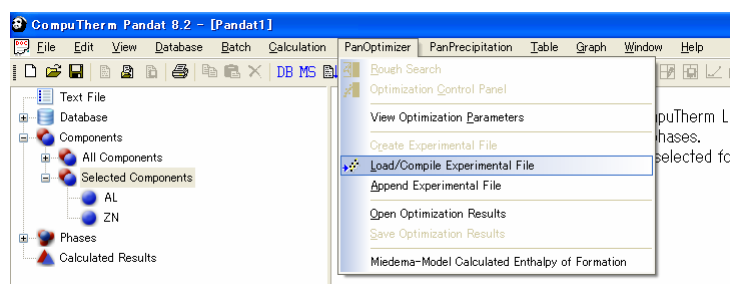 CompuTherm Pandat 8.2 - [Pandat1]
File Edit View Database Batch Calculation PanOptimizer PanPrecipitation Table Graph Window Help
DB MS
Text File
Database
Components
All Components
Selected Components
AL
ZN
Phases
Calculated Results
Rough Search
Optimization Control Panel
View Optimization Parameters
Create Experimental File
Load/Compile Experimental File
Append Experimental File
Open Optimization Results
Save Optimization Results
Miedema-Model Calculated Enthalpy of Formation
puTherm L
hases.
selected fo